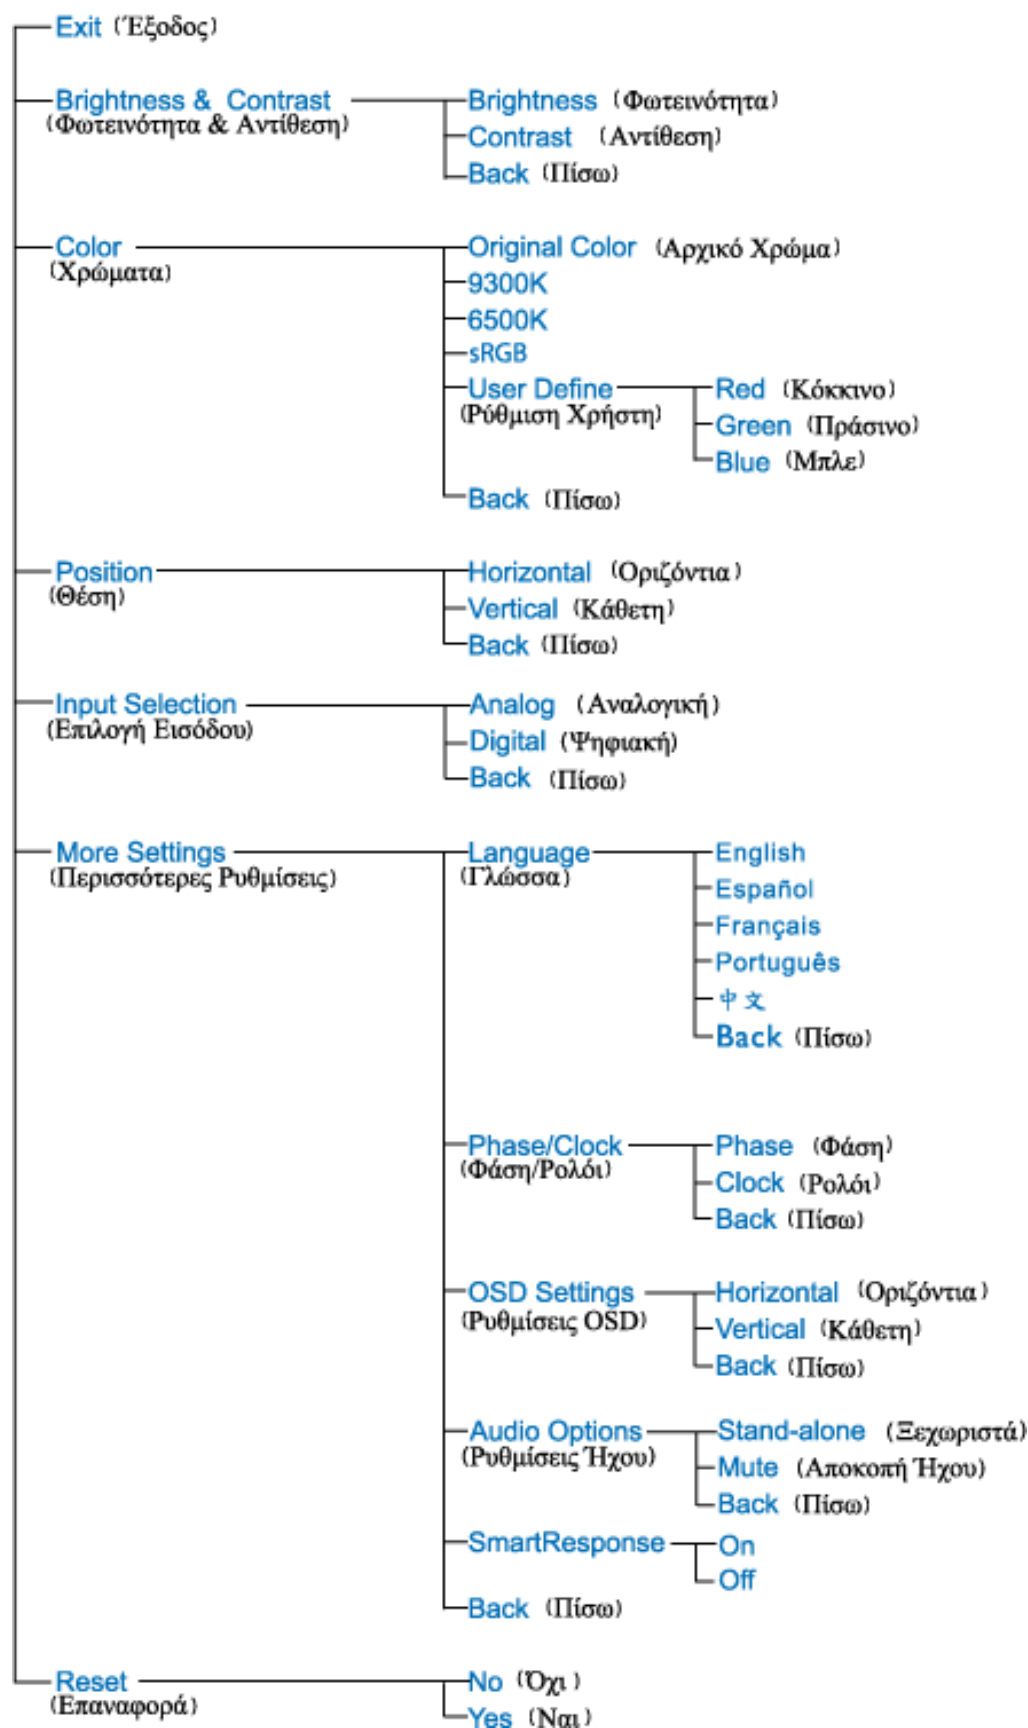 Exit (Έξοδος)
Brightness & Contrast
(Φωτεινότητα & Αντίθεση)
Brightness (Φωτεινότητα)
Contrast (Αντίθεση)
Back (Πίσω)
Color
(Χρώματα)
Original Color (Αρχικό Χρώμα)
9300K
6500K
sRGB
User Define
(Ρύθμιση Χρήστη)
Red (Κόκκινο)
Green (Πράσινο)
Blue (Μπλε)
Back (Πίσω)
Position
(Θέση)
Horizontal (Οριζόντια)
Vertical (Κάθετη)
Back (Πίσω)
Input Selection
(Επιλογή Εισόδου)
Analog (Αναλογική)
Digital (Ψηφιακή)
Back (Πίσω)
More Settings
(Περισσότερες Ρυθμίσεις)
Language
(Γλώσσα)
English
Español
Français
Português
中文
Back (Πίσω)
Phase/Clock
(Φάση/Ρολόι)
Phase (Φάση)
Clock (Ρολόι)
Back (Πίσω)
OSD Settings
(Ρυθμίσεις OSD)
Horizontal (Οριζόντια)
Vertical (Κάθετη)
Back (Πίσω)
Audio Options
(Ρυθμίσεις Ήχου)
Stand-alone (Ξεχωριστά)
Mute (Αποκοπή Ήχου)
Back (Πίσω)
SmartResponse
On
Off
Back (Πίσω)
Reset
(Επαναφορά)
No (Όχι)
Yes (Ναι)